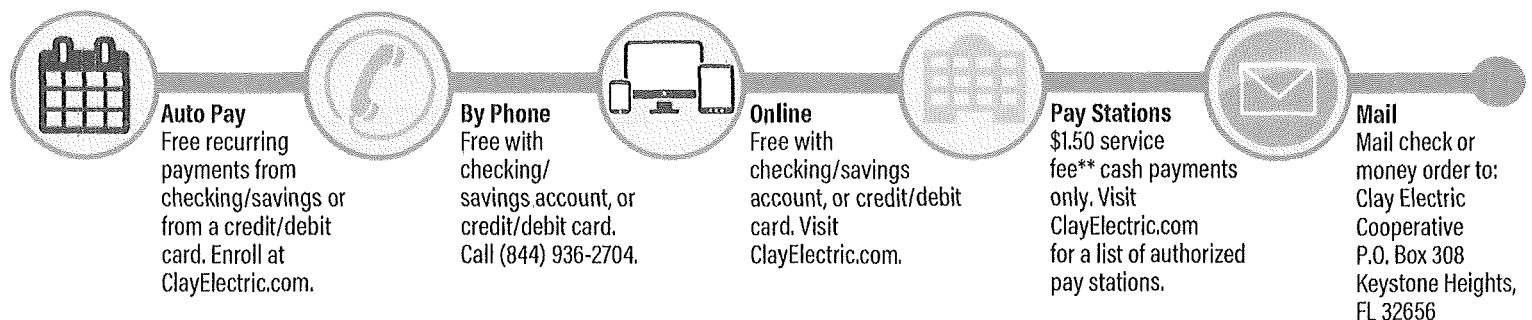 Auto Pay
Free recurring
payments from
checking/savings or
from a credit/debit
card. Enroll at
ClayElectric.com.
By Phone
Free with
checking/
savings account, or
credit/debit card.
Call (844) 936-2704.
Online
Free with
checking/savings
account, or credit/debit
card. Visit
ClayElectric.com.
Pay Stations
$1.50 service
fee** cash payments
only. Visit
ClayElectric.com
for a list of authorized
pay stations.
Mail
Mail check or
money order to:
Clay Electric
Cooperative
P.O. Box 308
Keystone Heights,
FL 32656